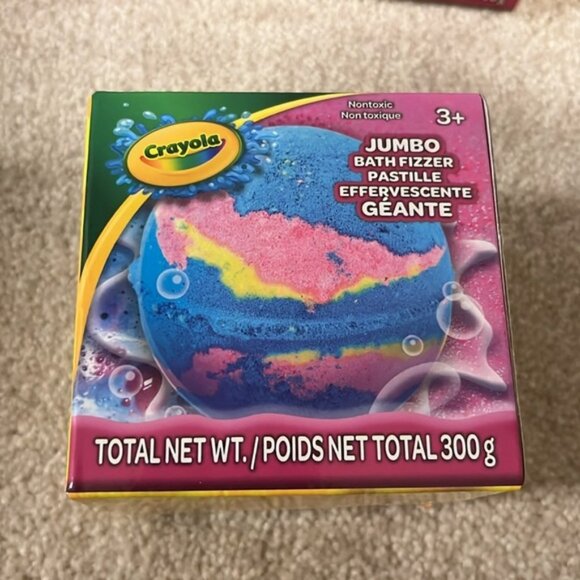 Crayola
Nontoxic
Non toxique
3+
JUMBO
BATH FIZZER
PASTILLE
EFFERVESCENTE
GÉANTE
TOTAL NET WT./POIDS NET TOTAL 300 g